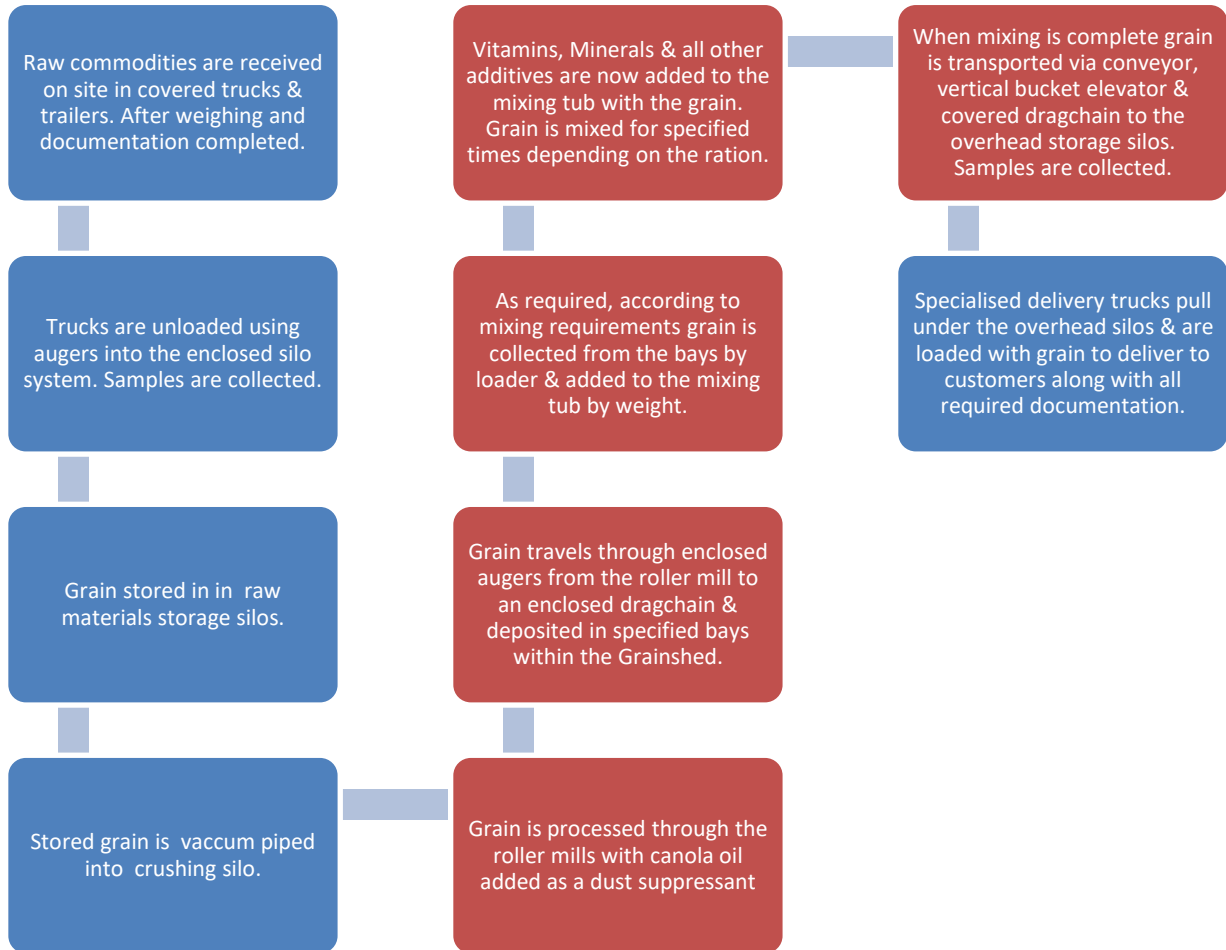 Raw commodities are received
on site in covered trucks &
trailers. After weighing and
documentation completed.
Trucks are unloaded using
augers into the enclosed silo
system. Samples are collected.
Grain stored in in raw
materials storage silos.
Stored grain is vaccum piped
into crushing silo.
Grain is processed through the
roller mills with canola oil
added as a dust suppressant
Grain travels through enclosed
augers from the roller mill to
an enclosed dragchain &
deposited in specified bays
within the Grainshed.
As required, according to
mixing requirements grain is
collected from the bays by
loader & added to the mixing
tub by weight.
Vitamins, Minerals & all other
additives are now added to the
mixing tub with the grain.
Grain is mixed for specified
times depending on the ration.
When mixing is complete grain
is transported via conveyor,
vertical bucket elevator &
covered dragchain to the
overhead storage silos.
Samples are collected.
Specialised delivery trucks pull
under the overhead silos & are
loaded with grain to deliver to
customers along with all
required documentation.